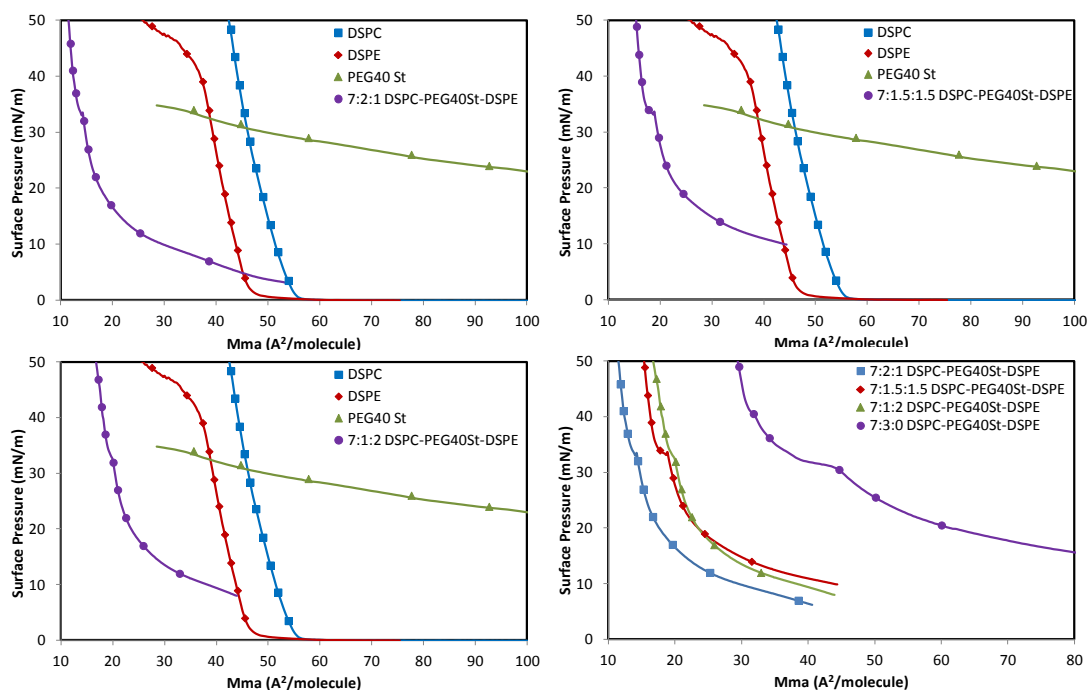 50
40
30
20
10
0
Surface Pressure (mN/m)
DSPC
DSPE
PEG40 St
7:2:1 DSPC-PEG40St-DSPE
10 20 30 40 50 60 70 80 90 100
Mma (A²/molecule)
50
40
30
20
10
0
Surface Pressure (mN/m)
DSPC
DSPE
PEG40 St
7:1.5:1.5 DSPC-PEG40St-DSPE
10 20 30 40 50 60 70 80 90 100
Mma (A²/molecule)
50
40
30
20
10
0
Surface Pressure (mN/m)
DSPC
DSPE
PEG40 St
7:1:2 DSPC-PEG40St-DSPE
10 20 30 40 50 60 70 80 90 100
Mma (A²/molecule)
50
40
30
20
10
0
Surface Pressure (mN/m)
7:2:1 DSPC-PEG40St-DSPE
7:1.5:1.5 DSPC-PEG40St-DSPE
7:1:2 DSPC-PEG40St-DSPE
7:3:0 DSPC-PEG40St-DSPE
10 20 30 40 50 60 70 80
Mma (A²/molecule)